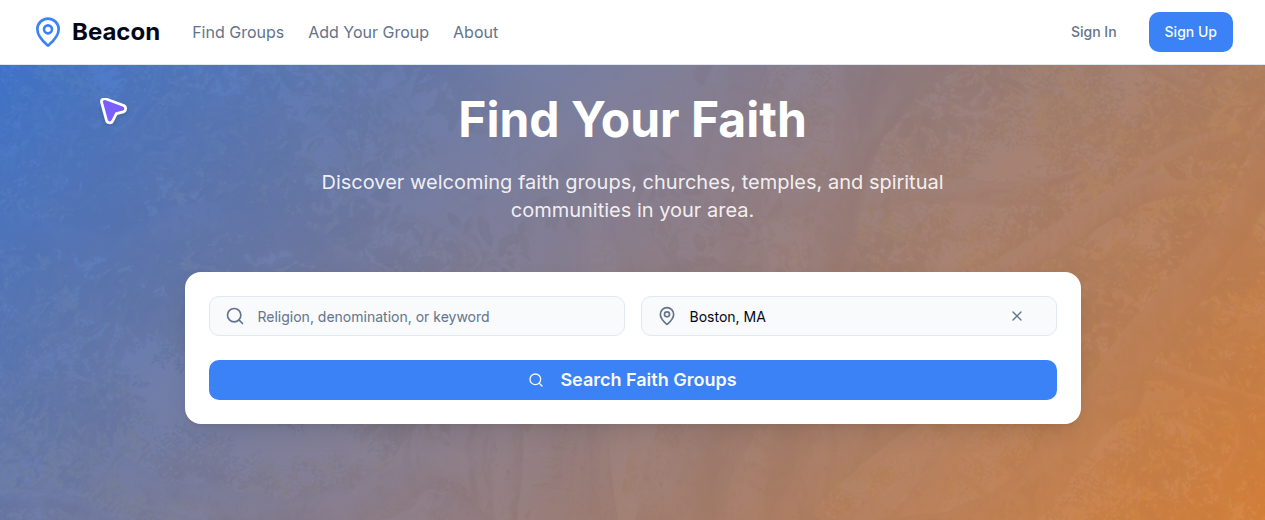 Beacon
Find Groups
Add Your Group
About
Sign In
Sign Up
Find Your Faith
Discover welcoming faith groups, churches, temples, and spiritual
communities in your area.
Religion, denomination, or keyword
Boston, MA
Search Faith Groups